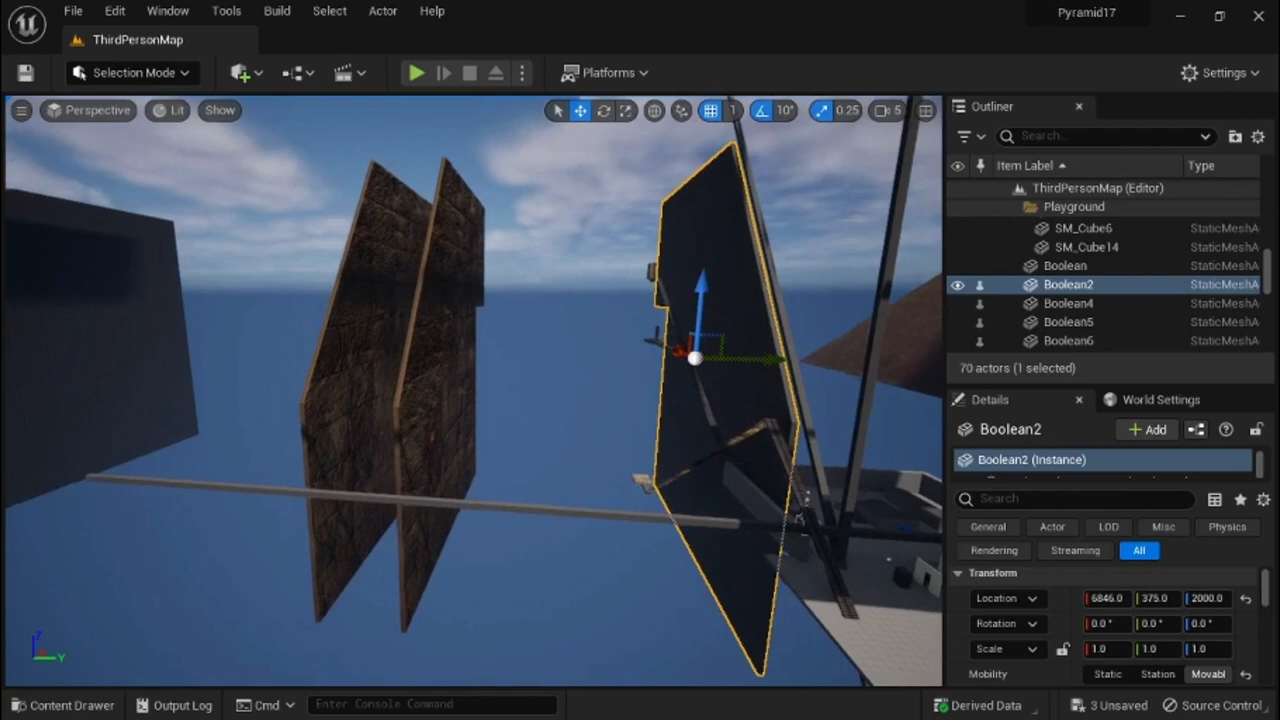 File Edit Window Tools Build Select Actor Help
Pyramid17
ThirdPersonMap
Selection Mode
Platforms
Settings
Perspective Lit Show
1 10° 0.25 5
Outliner
Search...
Item Label Type
ThirdPersonMap (Editor)
Playground
SM_Cube6 StaticMeshA
SM_Cube14 StaticMeshA
Boolean StaticMeshA
Boolean2 StaticMeshA
Boolean4 StaticMeshA
Boolean5 StaticMeshA
Boolean6 StaticMeshA
70 actors (1 selected)
Details World Settings
Boolean2 Add
Boolean2 (Instance)
Search
General Actor LOD Misc Physics
Rendering Streaming All
Transform
Location 6846.0 375.0 2000.0
Rotation 0.0° 0.0° 0.0°
Scale 1.0 1.0 1.0
Mobility Static Station Movabl
Z
Y
Content Drawer Output Log Cmd Enter Console Command Derived Data 3 Unsaved Source Control